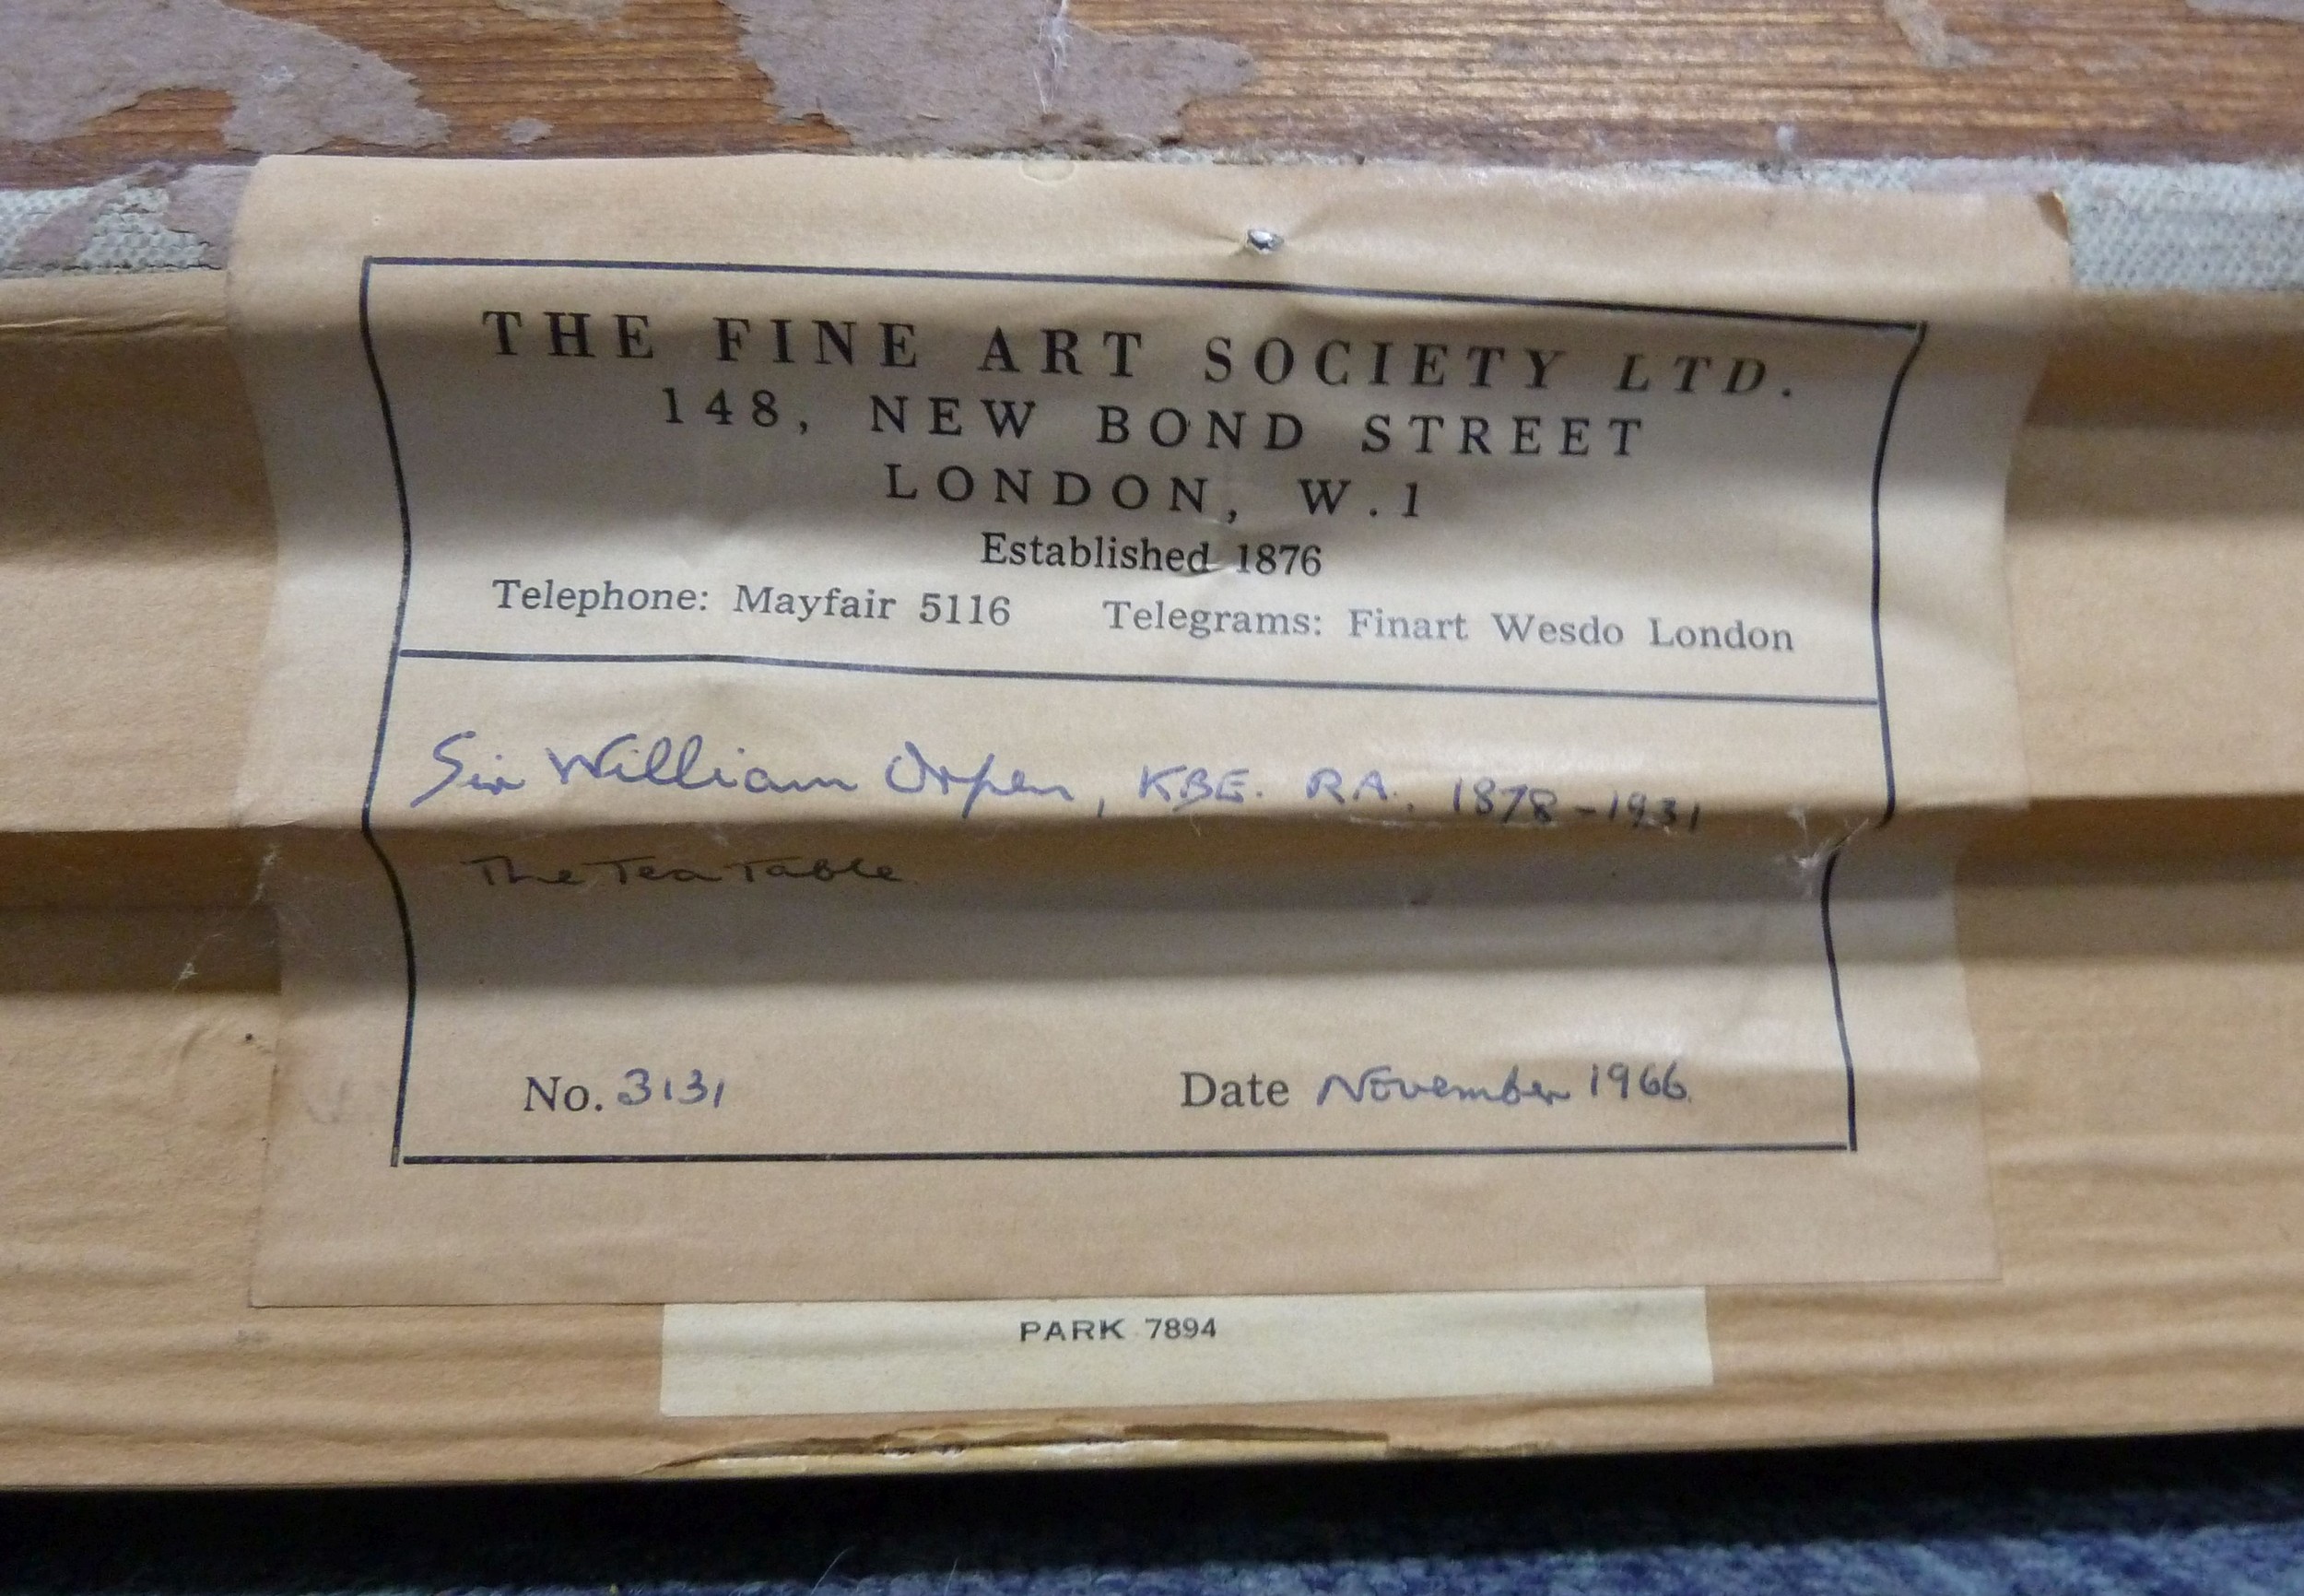 THE FINE ART SOCIETY LTD.
148, NEW BOND STREET
LONDON, W.1
Established 1876
Telephone: Mayfair 5116 Telegrams: Finart Wesdo London
Sir William Orpen, KBE. RA. 1878-1931
The Tea Table
No. 3131 Date November 1966
PARK 7894